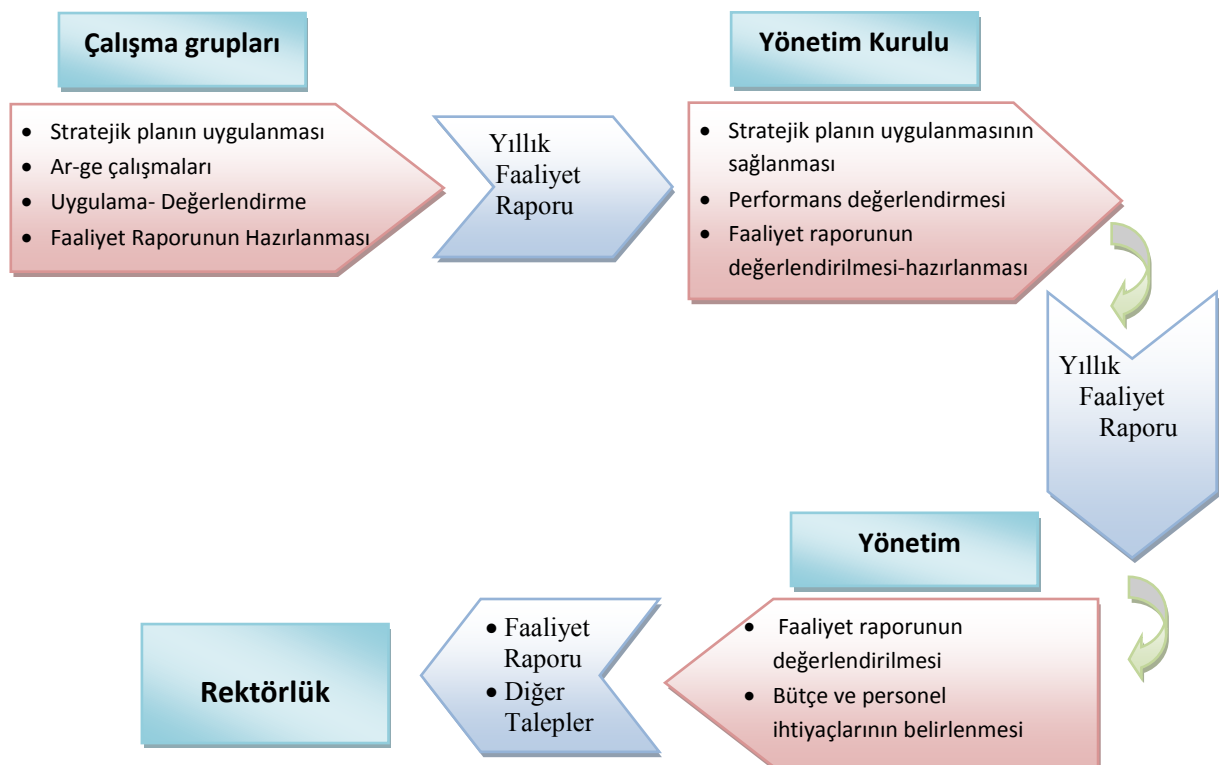 Çalışma grupları
• Stratejik planın uygulanması
• Ar-ge çalışmaları
• Uygulama- Değerlendirme
• Faaliyet Raporunun Hazırlanması
Yıllık
Faaliyet
Raporu
Yönetim Kurulu
• Stratejik planın uygulanmasının
sağlanması
• Performans değerlendirmesi
• Faaliyet raporunun
değerlendirilmesi-hazırlanması
Yıllık
Faaliyet
Raporu
Yönetim
• Faaliyet raporunun
değerlendirilmesi
• Bütçe ve personel
ihtiyaçlarının belirlenmesi
• Faaliyet
Raporu
• Diğer
Talepler
Rektörlük